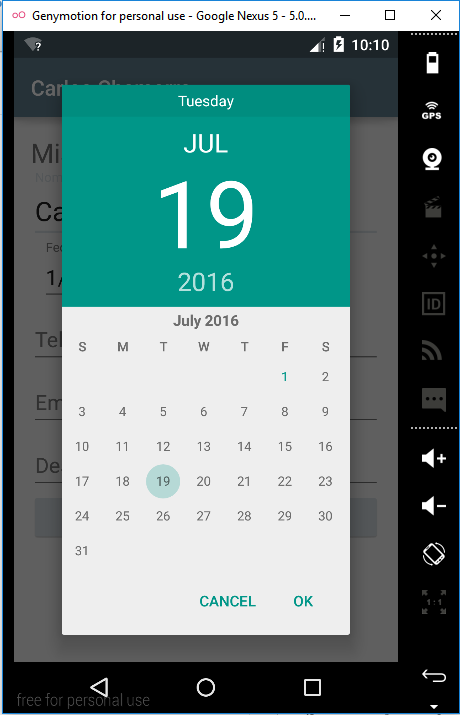 Genymotion for personal use - Google Nexus 5 - 5.0....
10:10
Tuesday
JUL
19
2016
July 2016
S M T W T F S
1 2
3 4 5 6 7 8 9
10 11 12 13 14 15 16
17 18 19 20 21 22 23
24 25 26 27 28 29 30
31
CANCEL OK
Mi
Ca
Fe
1/
Tel
Em
De
GPS
ID
1:1
free for personal use